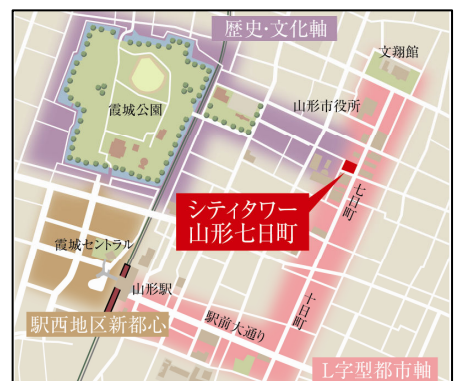 歴史・文化軸
文翔館
霞城公園
山形市役所
七日町
シティタワー
山形七日町
霞城セントラル
山形駅
十日町
駅前大通り
駅西地区新都心
L字型都市軸